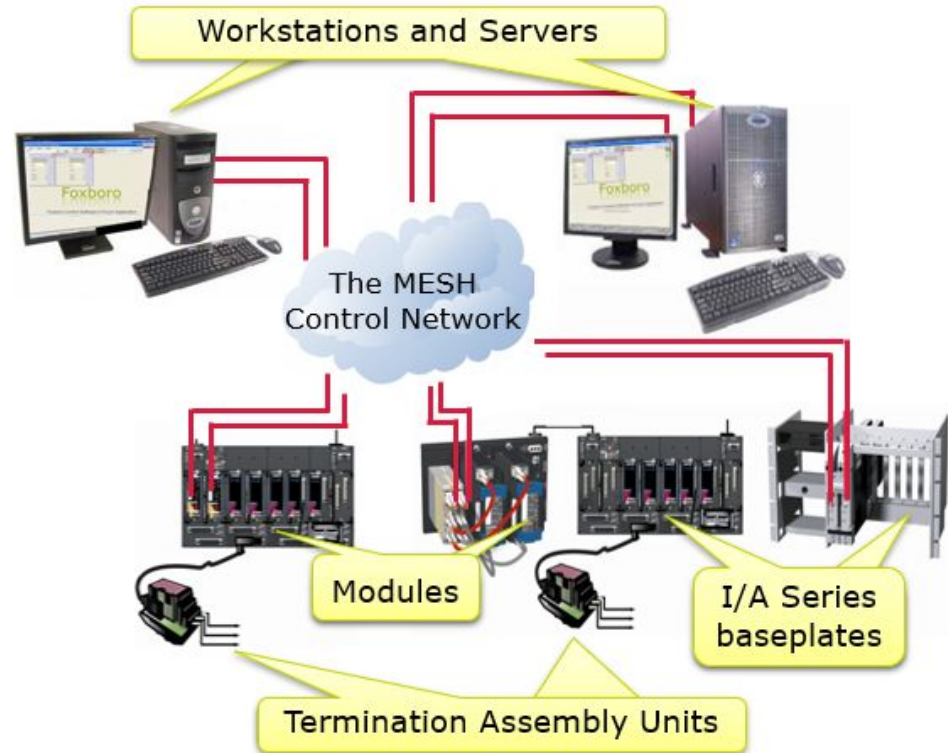 Workstations and Servers
Foxboro
Foxboro
The MESH
Control Network
Modules
I/A Series
baseplates
Termination Assembly Units